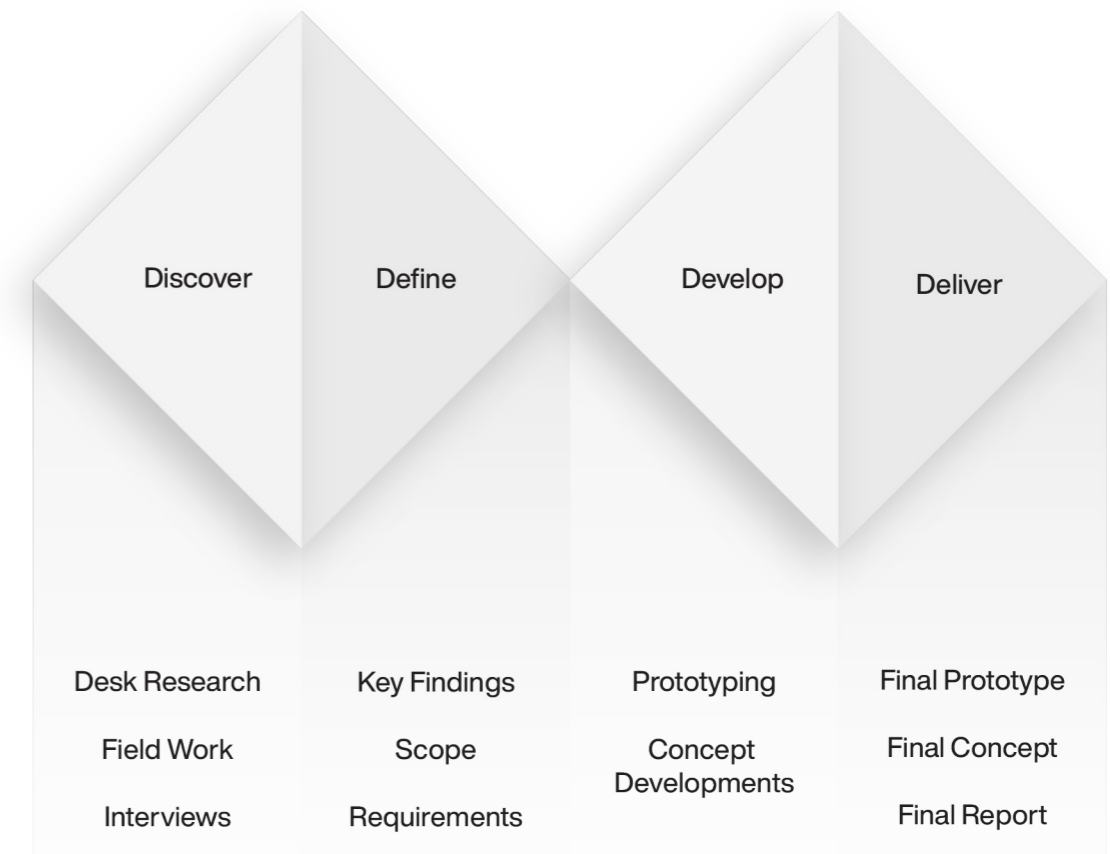 Discover
Define
Develop
Deliver
Desk Research
Field Work
Interviews
Key Findings
Scope
Requirements
Prototyping
Concept
Developments
Final Prototype
Final Concept
Final Report